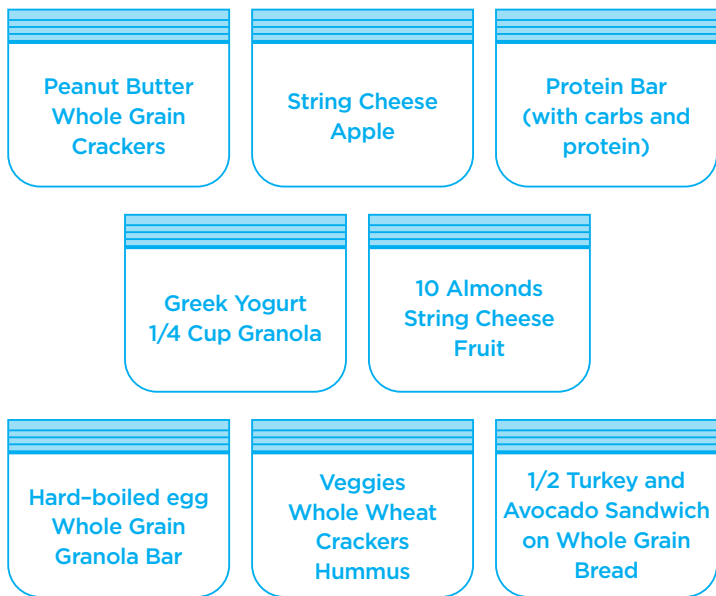 Peanut Butter
Whole Grain
Crackers
String Cheese
Apple
Protein Bar
(with carbs and
protein)
Greek Yogurt
1/4 Cup Granola
10 Almonds
String Cheese
Fruit
Hard-boiled egg
Whole Grain
Granola Bar
Veggies
Whole Wheat
Crackers
Hummus
1/2 Turkey and
Avocado Sandwich
on Whole Grain
Bread